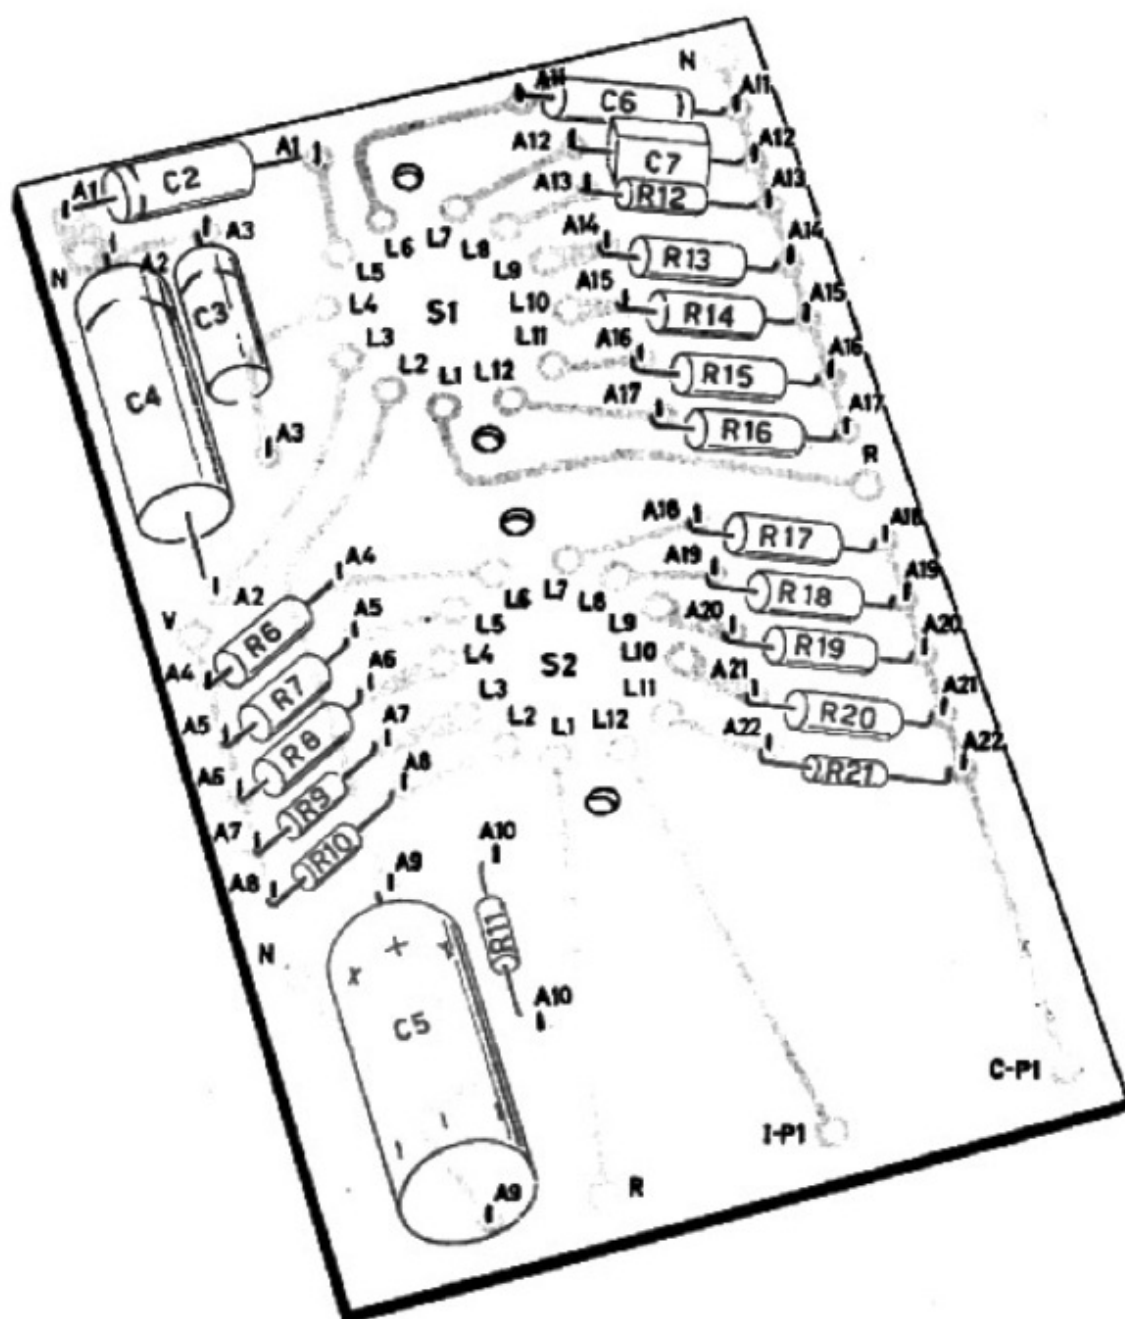 N
A11 C6 A11
A12 C7 A12
A1 C2 A1
A13 R12 A13
A3
A14 R13 A14
N A2
L5 L6 L7 L8 L9
A15 R14 A15
C3 L4 S1 L10
L3 L11
A16 R15 A16
C4 L2 L1 L12
A17 R16 A17
A3
R
A18 R17 A18
A4
A19 R18 A19
A2
L6 L7 L8
V R6 A5 L5 L9
A20 R19 A20
A4 R7 A6 L4 S2 L10
A21 R20 A21
A5 R8 A7 L3 L11
L2 L1 L12
A22 R21 A22
A6 R9 A8
A7 R10
A8 A9 A10
N R11
A10
x + +
C5
C-P1
I-P1
R
A9